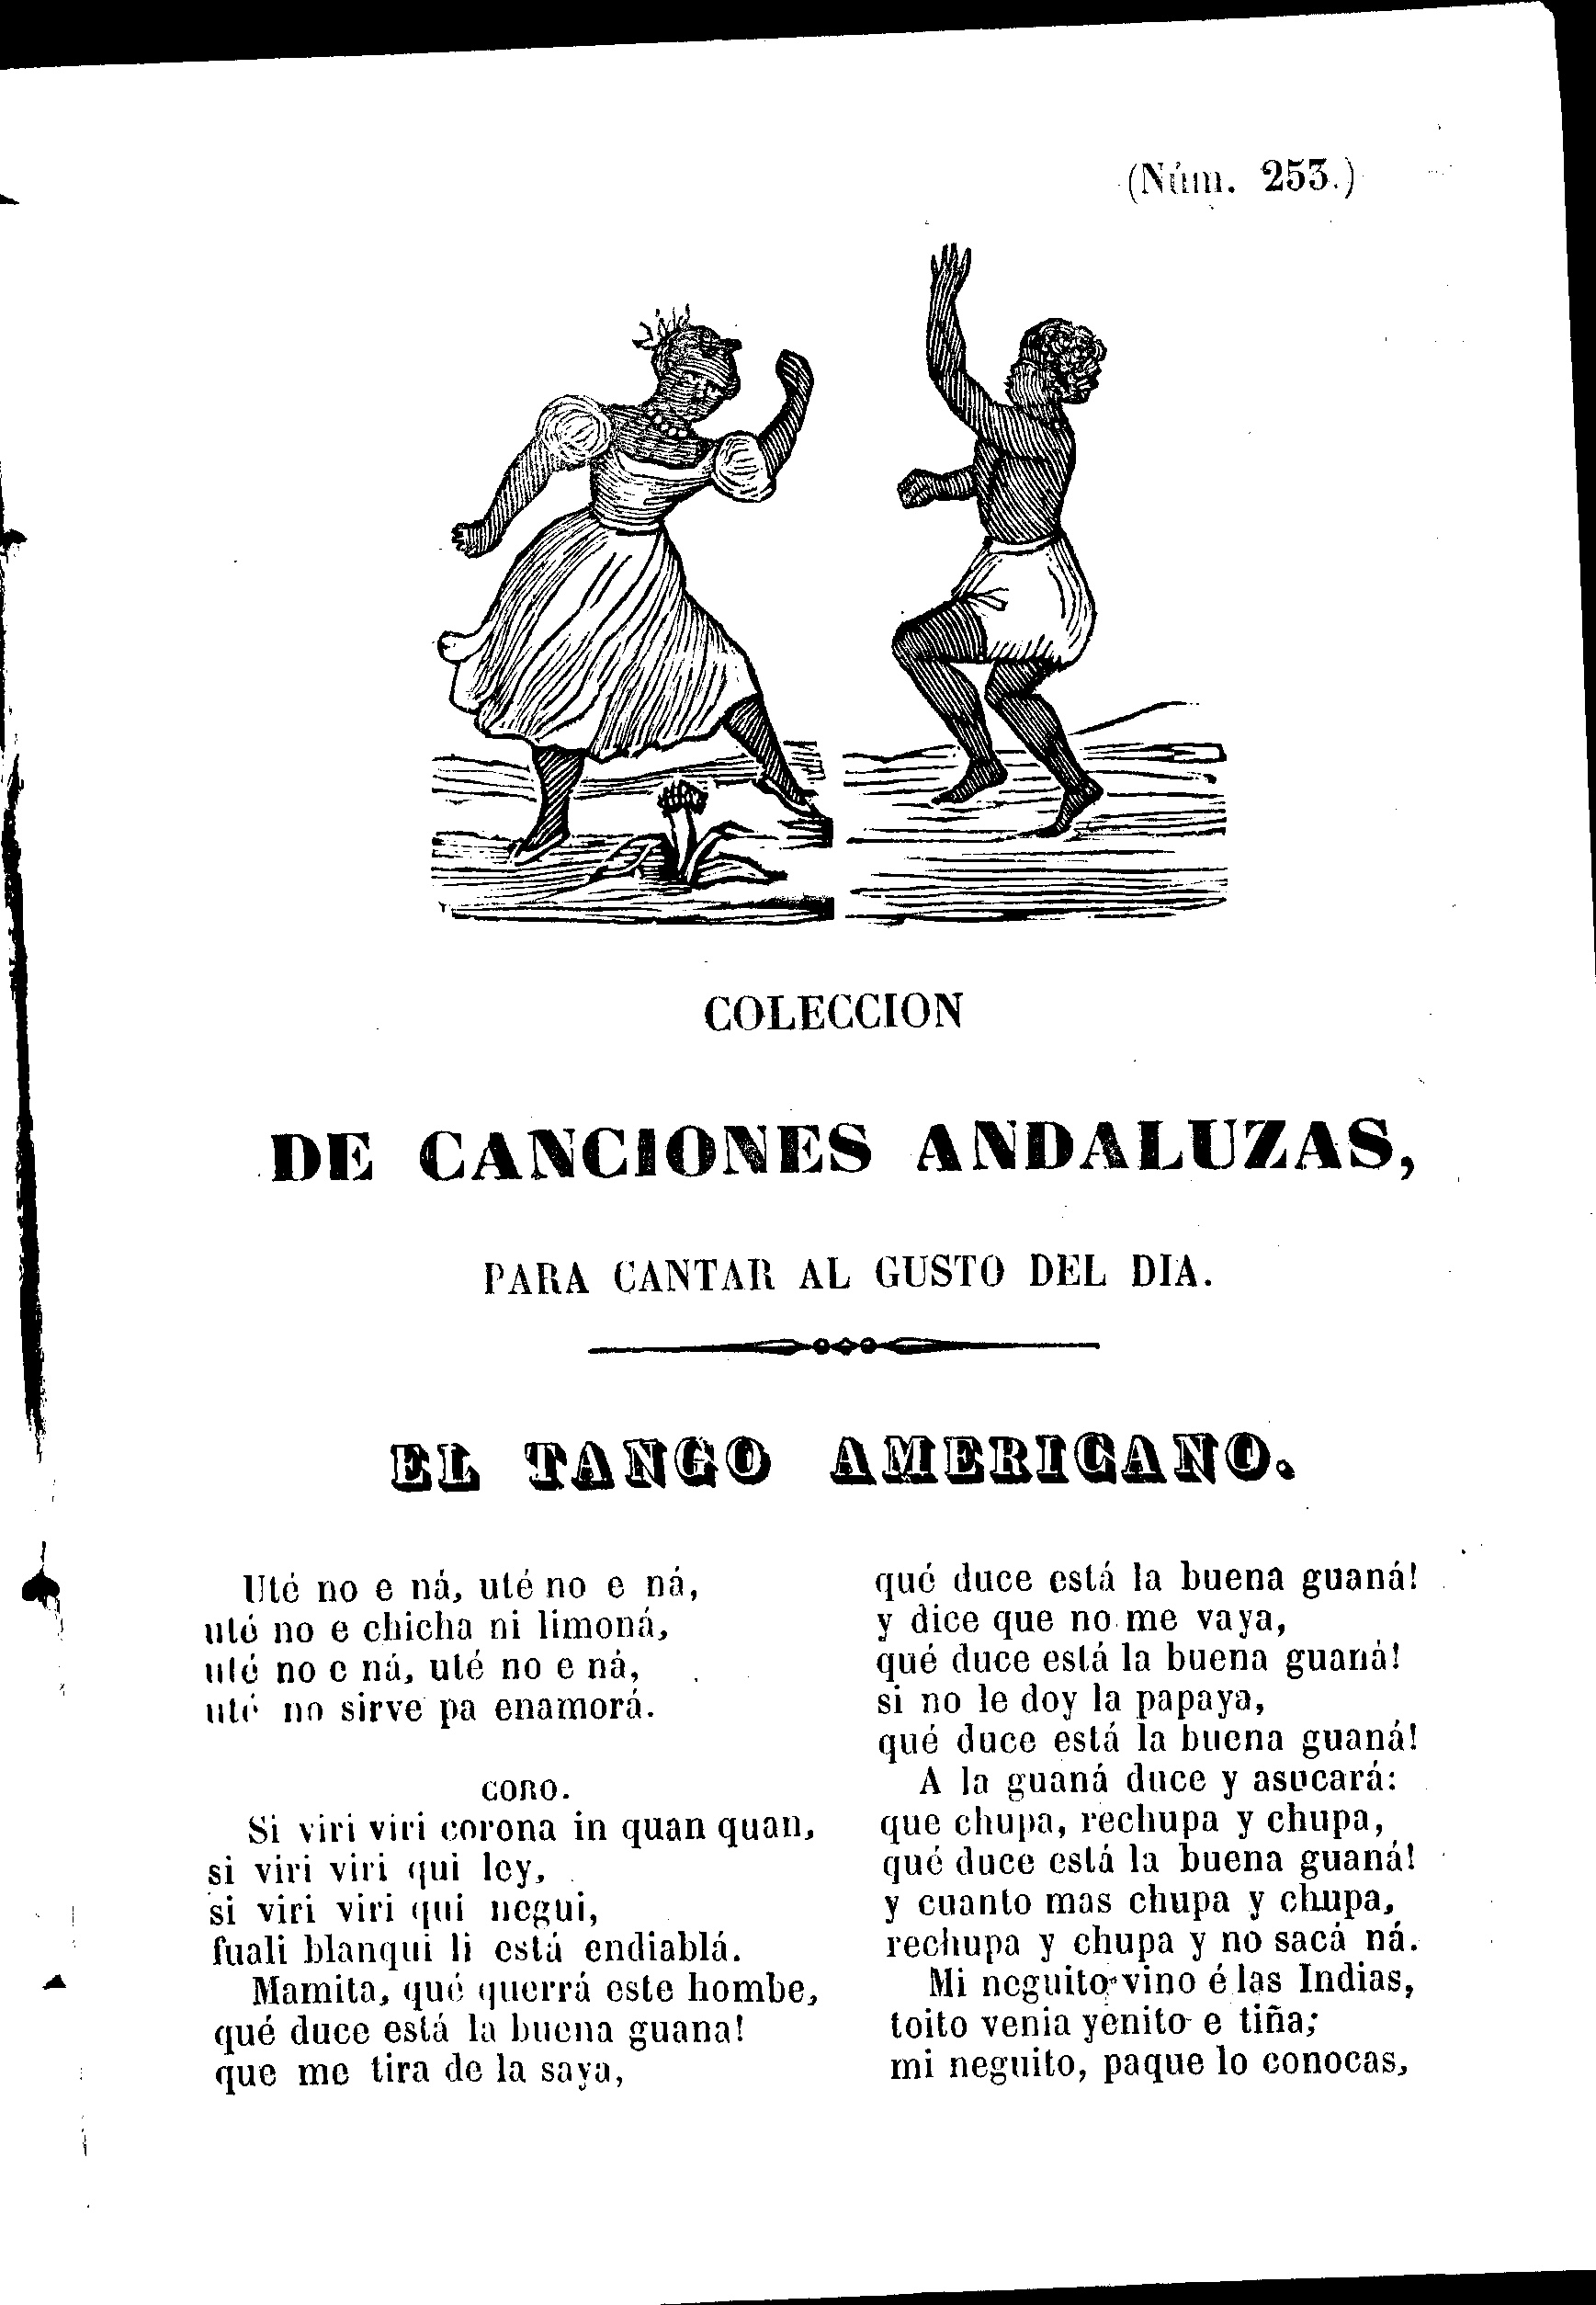 (Núm. 253.)
COLECCION
DE CANCIONES ANDALUZAS,
PARA CANTAR AL GUSTO DEL DIA.
EL TANGO AMERICANO.
Uté no e ná, uté no e ná,
uté no e chicha ni limoná,
uté no e ná, uté no e ná,
uté no sirve pa enamorá.
CORO.
Si viri viri corona in quan quan,
si viri viri qui ley,
si viri viri qui negui,
fuali blanqui li está endiablá.
Mamita, qué querrá este hombe,
qué duce está la buena guana!
que me tira de la saya,
qué duce está la buena guaná!
y dice que no me vaya,
qué duce está la buena guaná!
si no le doy la papaya,
qué duce está la buena guaná!
A la guaná duce y asucará:
que chupa, rechupa y chupa,
qué duce está la buena guaná!
y cuanto mas chupa y chupa,
rechupa y chupa y no sacá ná.
Mi neguito vino é las Indias,
toito venia yenito e tiña;
mi neguito, paque lo conocas,